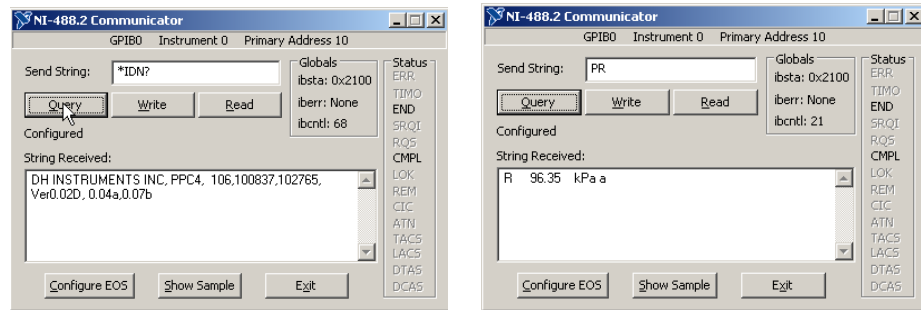 NI-488.2 Communicator
GPIB0 Instrument 0 Primary Address 10
Send String: *IDN?
Query Write Read
Configured
Globals
ibsta: 0x2100
iberr: None
ibcntl: 68
String Received:
DH INSTRUMENTS INC, PPC4, 106,100837,102765,
Ver0.02D, 0.04a,0.07b
Configure EOS Show Sample Exit
Status
ERR
TIMO
END
SRQI
RQS
CMPL
LOK
REM
CIC
ATN
TACS
LACS
DTAS
DCAS
NI-488.2 Communicator
GPIB0 Instrument 0 Primary Address 10
Send String: PR
Query Write Read
Configured
Globals
ibsta: 0x2100
iberr: None
ibcntl: 21
String Received:
R 96.35 kPa a
Configure EOS Show Sample Exit
Status
ERR
TIMO
END
SRQI
RQS
CMPL
LOK
REM
CIC
ATN
TACS
LACS
DTAS
DCAS